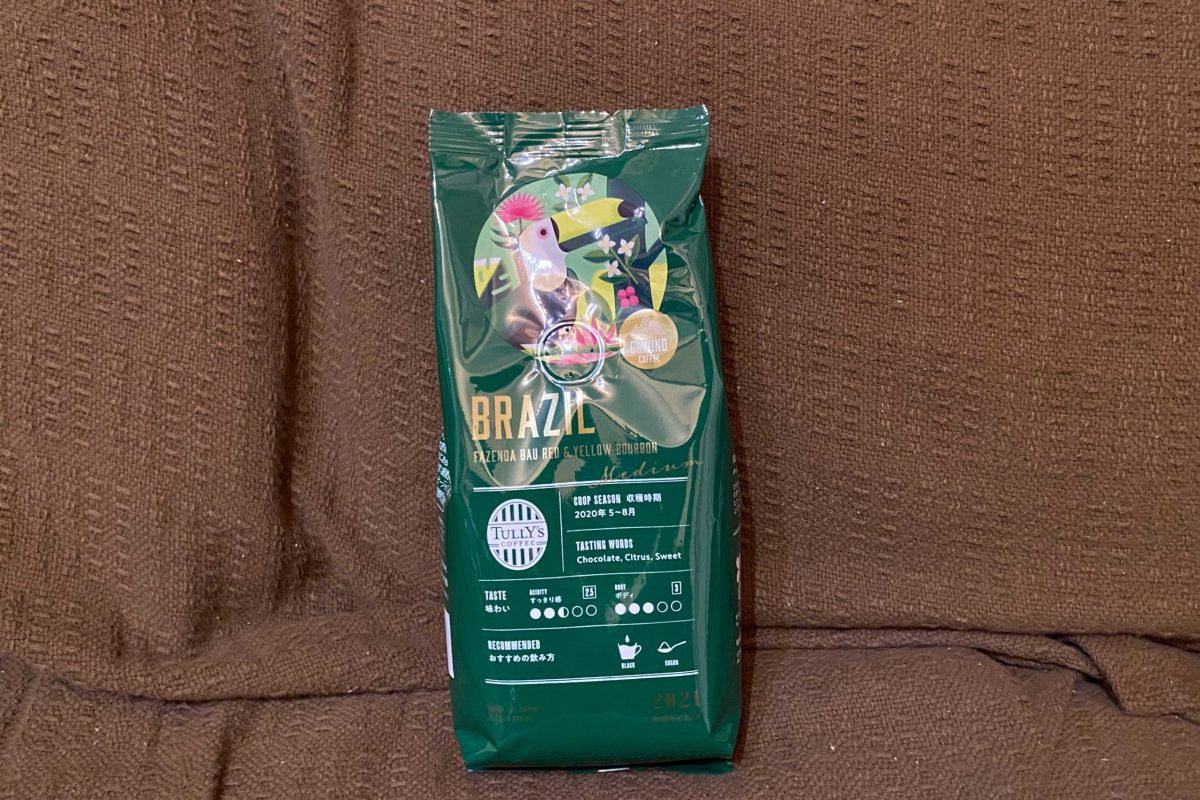 GROUND
COFFEE
BRAZIL
FAZENDA BAU RED & YELLOW BOURBON
Medium
TULLY'S
COFFEE
CROP SEASON 収穫時期
2020年 5~8月
TASTING WORDS
Chocolate, Citrus, Sweet
TASTE
味わい
ACIDITY
すっきり感
2.5
BODY
ボディ
3
RECOMMENDED
おすすめの飲み方
BLACK
SUGAR
2021